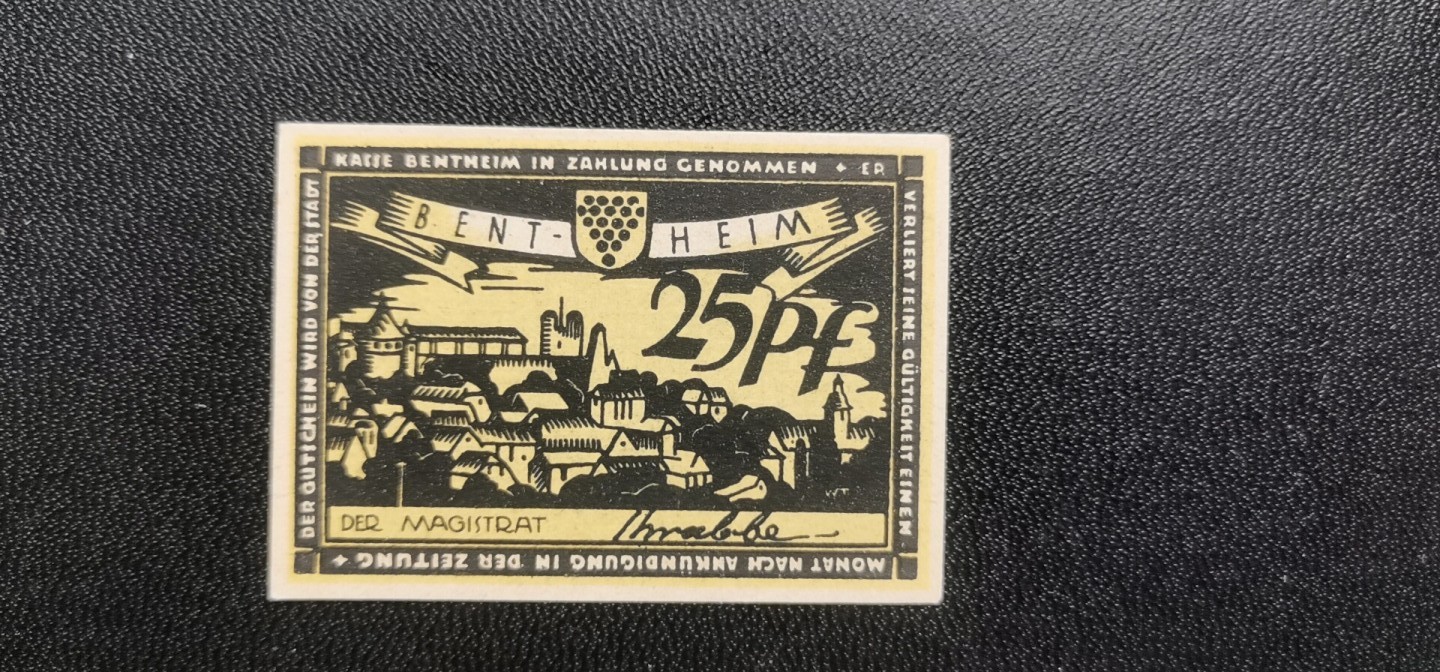 DER GUTSCHEIN WIRD VON DER STADT
KASSE BENTHEIM IN ZAHLUNG GENOMMEN + ER
VERLIERT SEINE GÜLTIGKEIT EINEN
MONAT NACH ANKÜNDIGUNG IN DER ZEITUNG +
BENT-HEIM
25 Pf
WT
DER MAGISTRAT